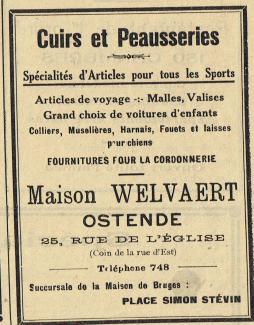 Cuirs et Peausseries
Spécialités d'Articles pour tous les Sports
Articles de voyage -:- Malles, Valises
Grand choix de voitures d'enfants
Colliers, Muselières, Harnais, Fouets et laisses
pour chiens
FOURNITURES FOUR LA CORDONNERIE
Maison WELVAERT
OSTENDE
25, RUE DE L'ÉGLISE
(Coin de la rue d'Est)
Téléphone 748
Succursale de la Maison de Bruges :
PLACE SIMON STÉVIN